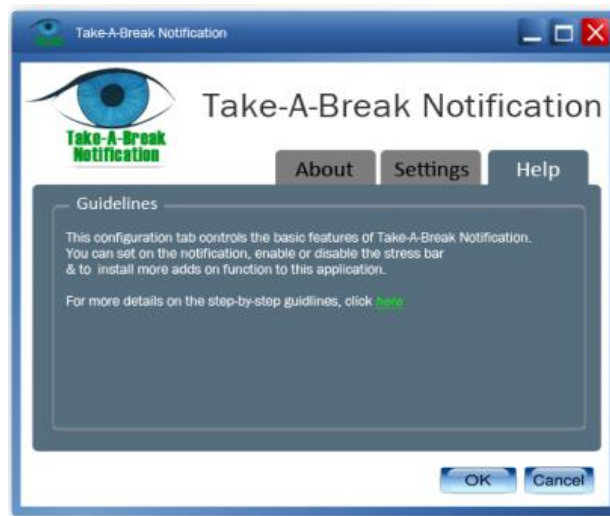 Take-A-Break Notification
Take-A-Break
Notification
Take-A-Break Notification
About
Settings
Help
Guidelines
This configuration tab controls the basic features of Take-A-Break Notification.
You can set on the notification, enable or disable the stress bar
& to install more adds on function to this application.
For more details on the step-by-step guidlines, click here
OK
Cancel